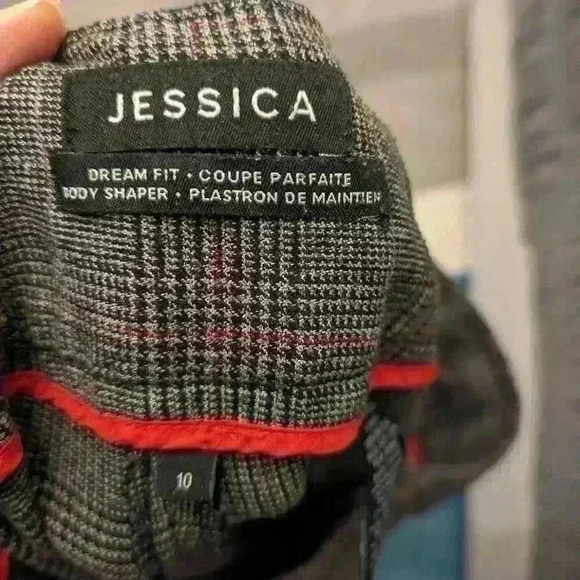 JESSICA
DREAM FIT • COUPE PARFAITE
BODY SHAPER • PLASTRON DE MAINTIEN
10